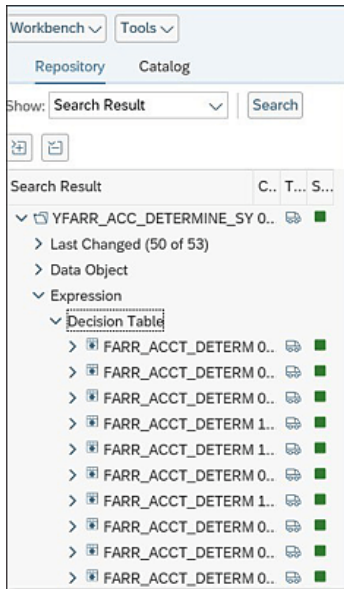 Workbench Tools
Repository Catalog
Show: Search Result Search
Search Result C.. T... S...
YFARR_ACC_DETERMINE_SY 0..
Last Changed (50 of 53)
Data Object
Expression
Decision Table
FARR_ACCT_DETERM 0..
FARR_ACCT_DETERM 0..
FARR_ACCT_DETERM 0..
FARR_ACCT_DETERM 1..
FARR_ACCT_DETERM 1..
FARR_ACCT_DETERM 0..
FARR_ACCT_DETERM 1..
FARR_ACCT_DETERM 0..
FARR_ACCT_DETERM 0..
FARR_ACCT_DETERM 0..